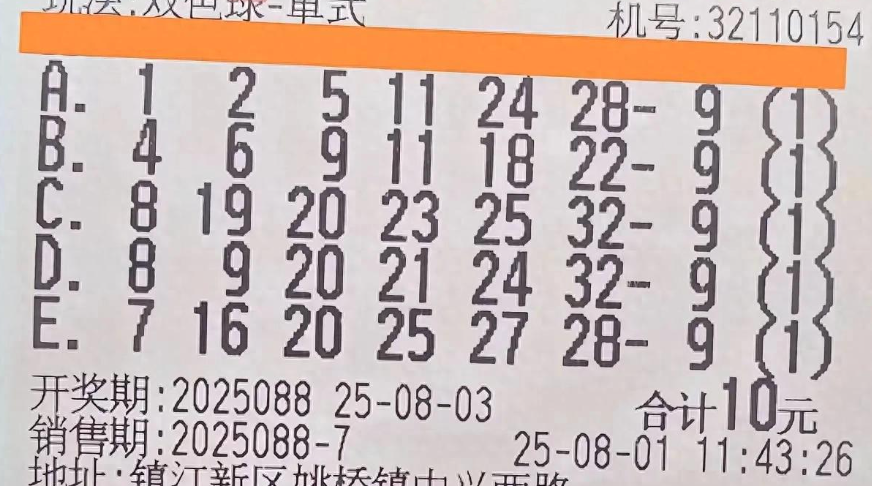 玩法:双色球-单式 机号:32110154
A. 1 2 5 11 24 28- 9 (1)
B. 4 6 9 11 18 22- 9 (1)
C. 8 19 20 23 25 32- 9 (1)
D. 8 9 20 21 24 32- 9 (1)
E. 7 16 20 25 27 28- 9 (1)
开奖期:2025088 25-08-03 合计10元
销售期:2025088-7 25-08-01 11:43:26
地址:镇江新区姚桥镇中兴西路